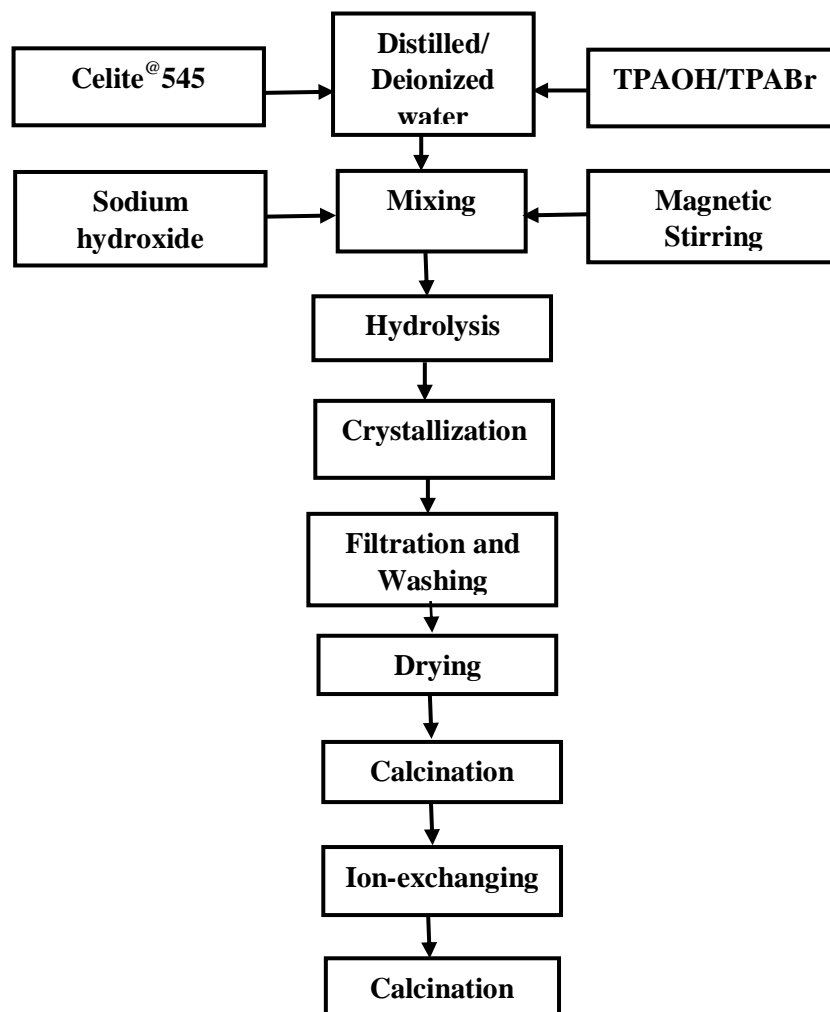 Celite@545
Distilled/
Deionized
water
TPAOH/TPABr
Sodium
hydroxide
Mixing
Magnetic
Stirring
Hydrolysis
Crystallization
Filtration and
Washing
Drying
Calcination
Ion-exchanging
Calcination